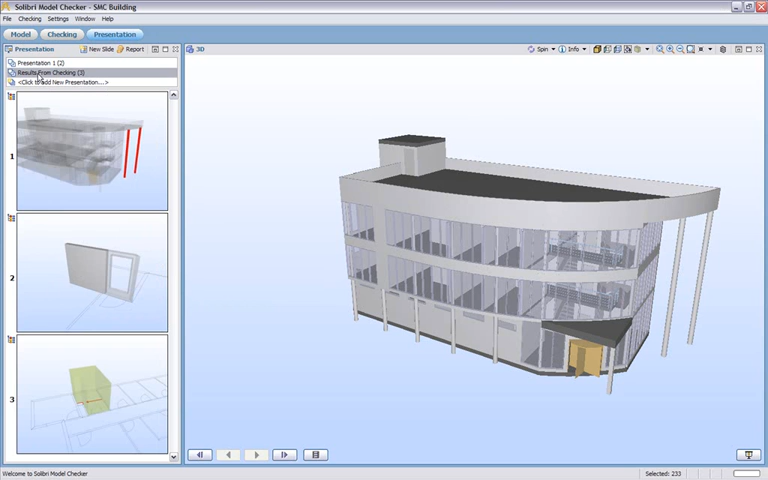 Solibri Model Checker - SMC Building
File Checking Settings Window Help
Model Checking Presentation
Presentation New Slide Report 3D Spin Info
Presentation 1 (2)
Results From Checking (3)
<Click to add New Presentation...>
1
2
3
Welcome to Solibri Model Checker Selected: 233